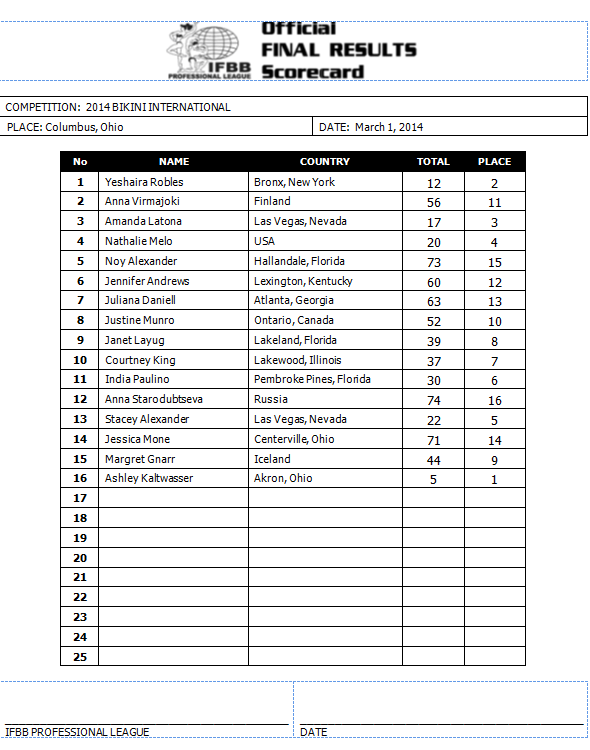 Official
FINAL RESULTS
Scorecard
IFBB
PROFESSIONAL LEAGUE
COMPETITION: 2014 BIKINI INTERNATIONAL
PLACE: Columbus, Ohio DATE: March 1, 2014
No NAME COUNTRY TOTAL PLACE
1 Yeshaira Robles Bronx, New York 12 2
2 Anna Virmajoki Finland 56 11
3 Amanda Latona Las Vegas, Nevada 17 3
4 Nathalie Melo USA 20 4
5 Noy Alexander Hallandale, Florida 73 15
6 Jennifer Andrews Lexington, Kentucky 60 12
7 Juliana Daniell Atlanta, Georgia 63 13
8 Justine Munro Ontario, Canada 52 10
9 Janet Layug Lakeland, Florida 39 8
10 Courtney King Lakewood, Illinois 37 7
11 India Paulino Pembroke Pines, Florida 30 6
12 Anna Starodubtseva Russia 74 16
13 Stacey Alexander Las Vegas, Nevada 22 5
14 Jessica Mone Centerville, Ohio 71 14
15 Margret Gnarr Iceland 44 9
16 Ashley Kaltwasser Akron, Ohio 5 1
17
18
19
20
21
22
23
24
25
IFBB PROFESSIONAL LEAGUE DATE